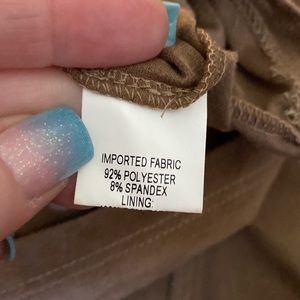 IMPORTED FABRIC
92% POLYESTER
8% SPANDEX
LINING: